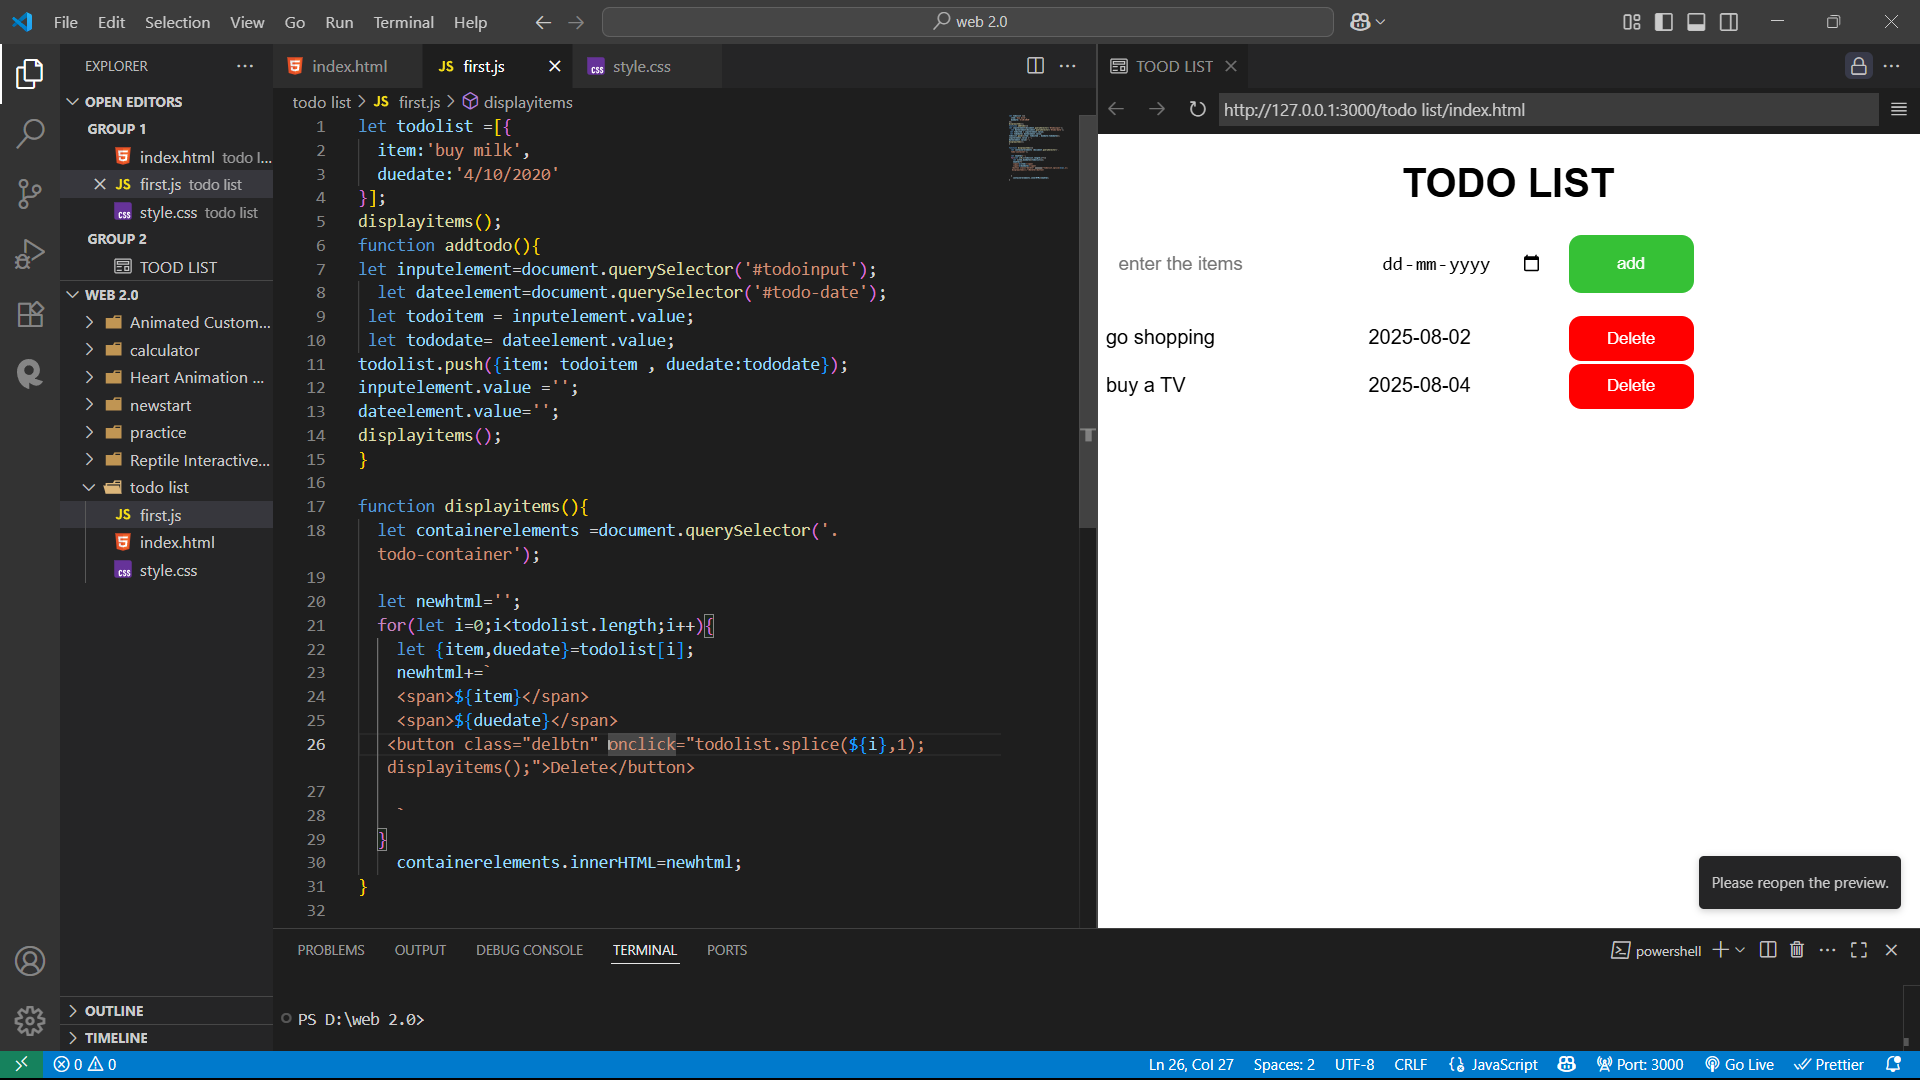 File Edit Selection View Go Run Terminal Help
web 2.0
EXPLORER
OPEN EDITORS
GROUP 1
index.html todo l...
JS first.js todo list
style.css todo list
GROUP 2
TOOD LIST
WEB 2.0
Animated Custom...
calculator
Heart Animation ...
newstart
practice
Reptile Interactive...
todo list
JS first.js
index.html
style.css
OUTLINE
TIMELINE
index.html JS first.js style.css
todo list > JS first.js > displayitems
1 let todolist =[{
2 item:'buy milk',
3 duedate:'4/10/2020'
4 }];
5 displayitems();
6 function addtodo(){
7 let inputelement=document.querySelector('#todoinput');
8 let dateelement=document.querySelector('#todo-date');
9 let todoitem = inputelement.value;
10 let tododate= dateelement.value;
11 todolist.push({item: todoitem , duedate:tododate});
12 inputelement.value ='';
13 dateelement.value='';
14 displayitems();
15 }
16
17 function displayitems(){
18 let containerelements =document.querySelector('.
todo-container');
19
20 let newhtml='';
21 for(let i=0;i<todolist.length;i++){
22 let {item,duedate}=todolist[i];
23 newhtml+=`
24 <span>${item}</span>
25 <span>${duedate}</span>
26 <button class="delbtn" onclick="todolist.splice(${i},1);
displayitems();">Delete</button>
27
28 `
29 }
30 containerelements.innerHTML=newhtml;
31 }
32
TOOD LIST
http://127.0.0.1:3000/todo list/index.html
TODO LIST
enter the items dd-mm-yyyy add
go shopping 2025-08-02 Delete
buy a TV 2025-08-04 Delete
Please reopen the preview.
PROBLEMS OUTPUT DEBUG CONSOLE TERMINAL PORTS
powershell
PS D:\web 2.0>
0 0 Ln 26, Col 27 Spaces: 2 UTF-8 CRLF JavaScript Port: 3000 Go Live Prettier